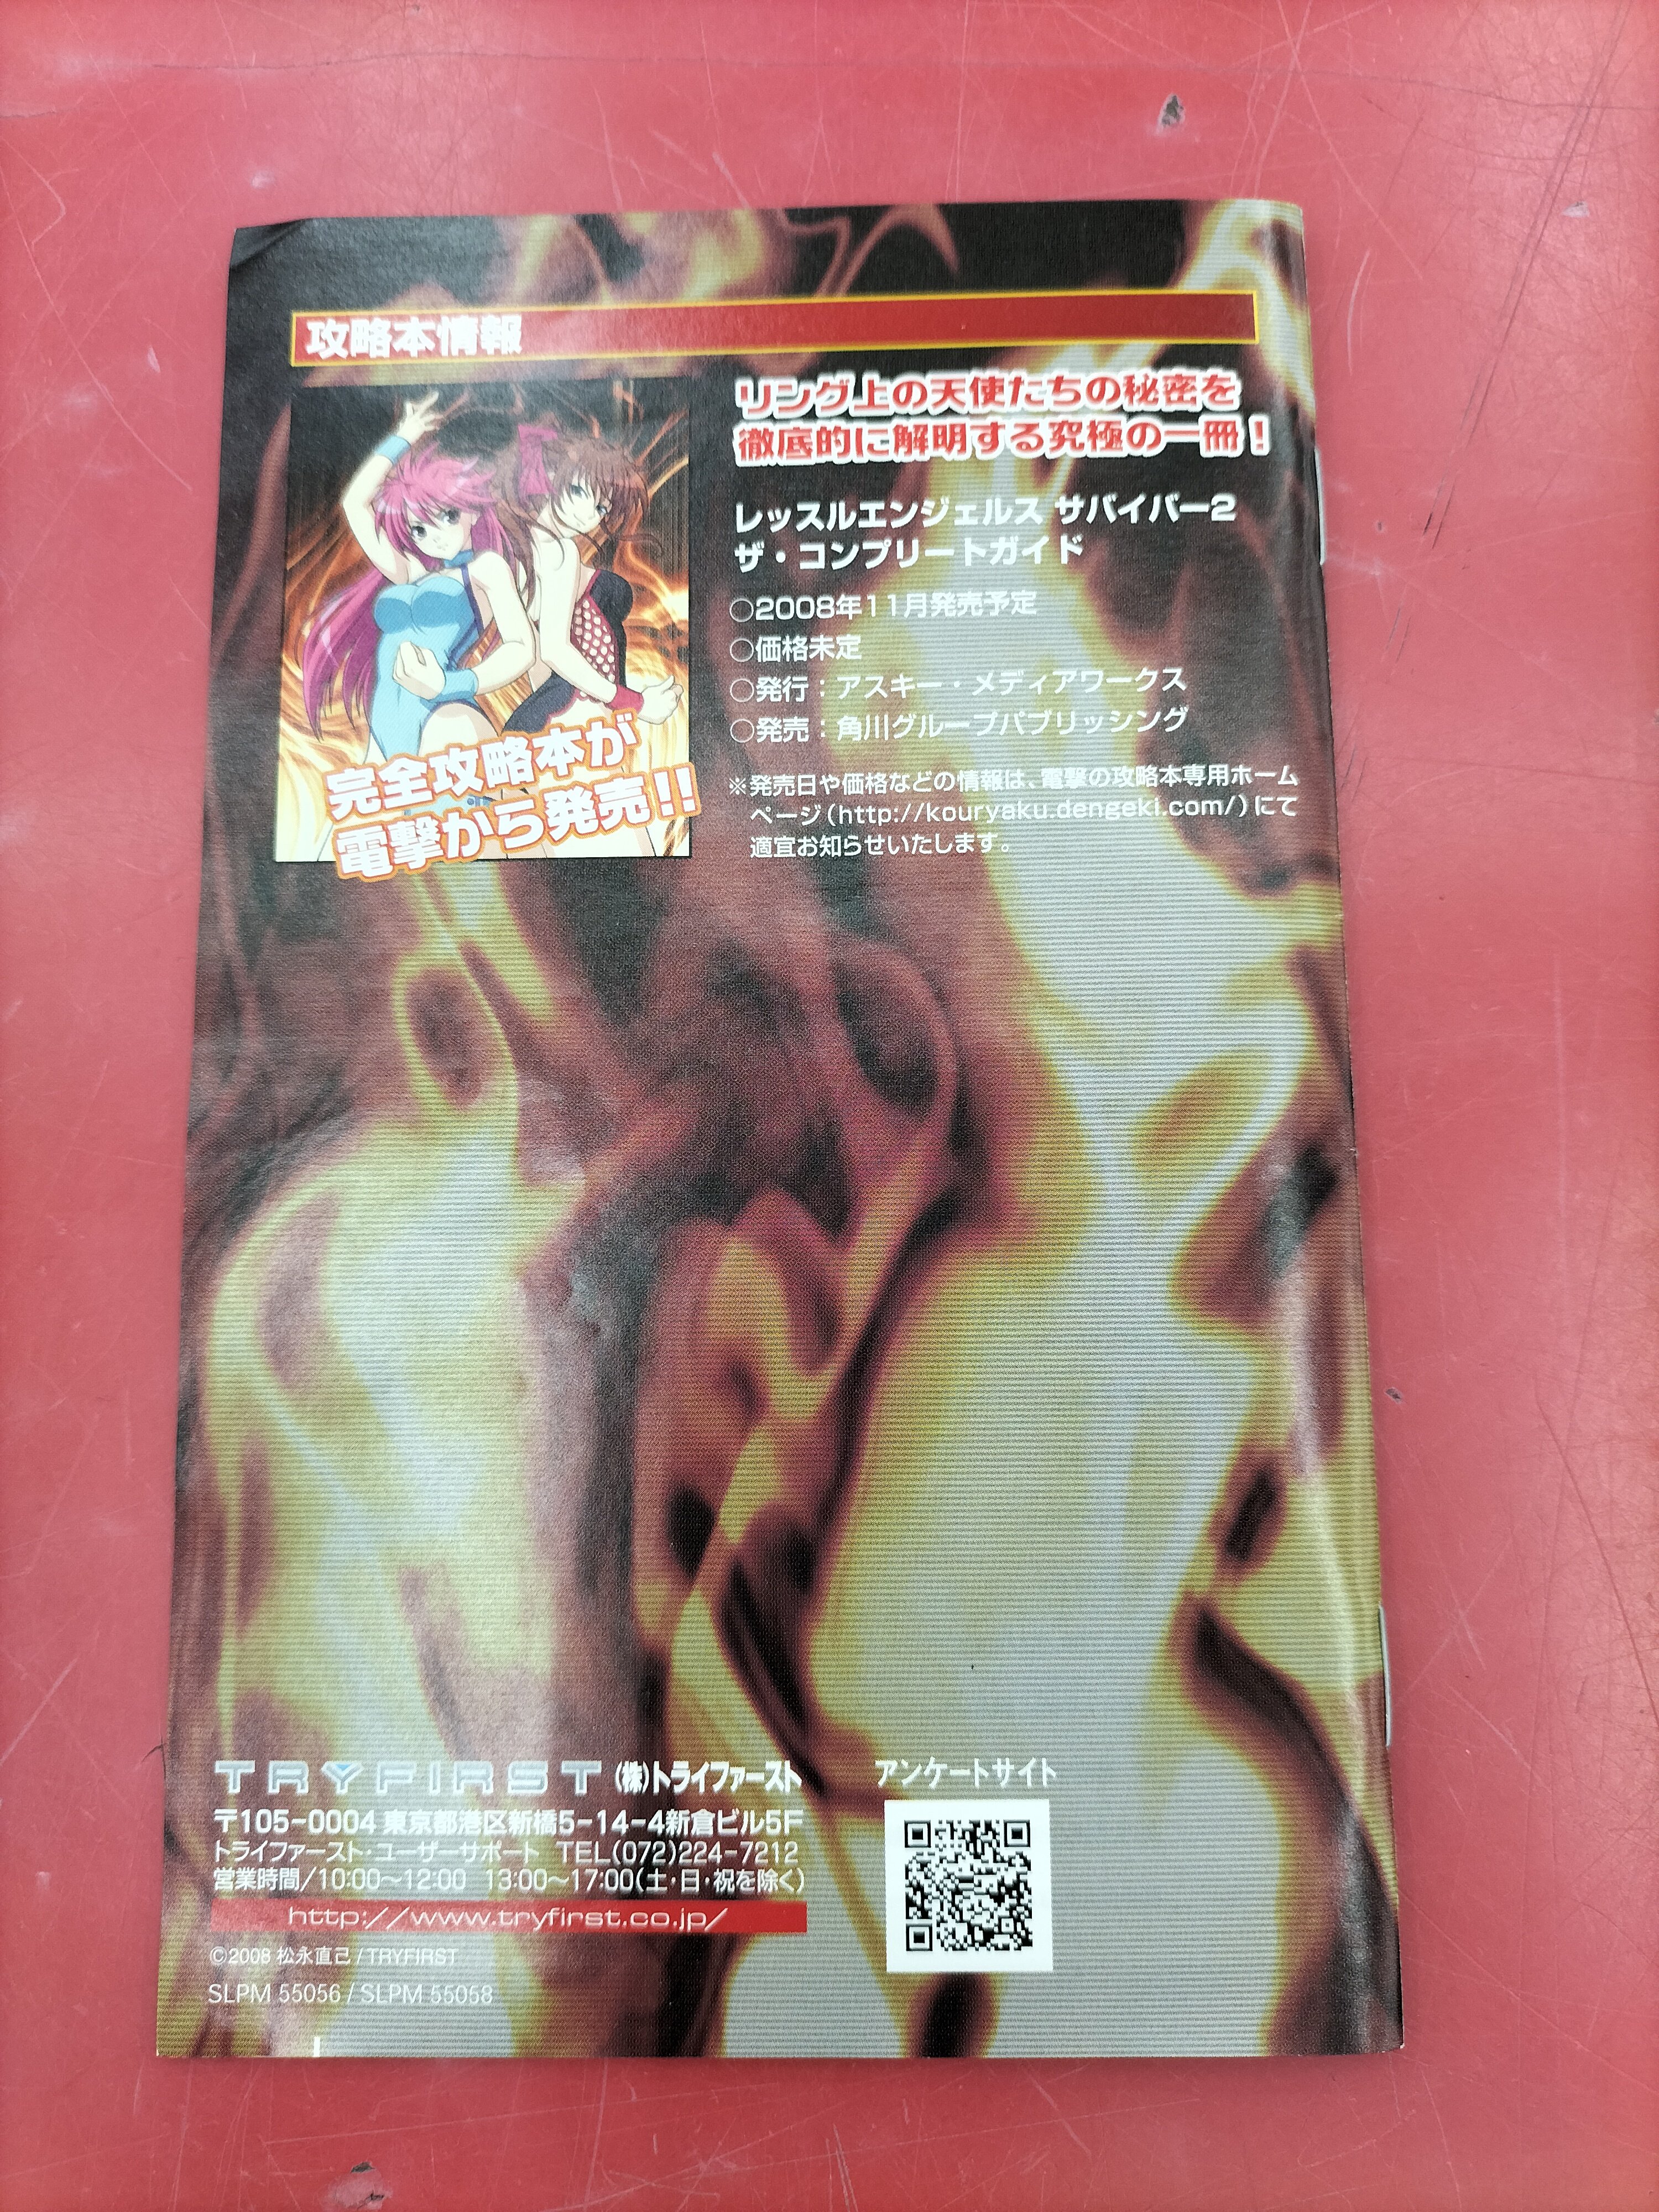 攻略本情報
リング上の天使たちの秘密を
徹底的に解明する究極の一冊！
レッスルエンジェルス サバイバー2
ザ・コンプリートガイド
○2008年11月発売予定
○価格未定
○発行：アスキー・メディアワークス
○発売：角川グループパブリッシング
※発売日や価格などの情報は、電撃の攻略本専用ホーム
ページ（http://kouryaku.dengeki.com/）にて
適宜お知らせいたします。
完全攻略本が
電撃から発売!!
TRYFIRST (株)トライファースト
〒105-0004 東京都港区新橋5-14-4新倉ビル5F
トライファースト・ユーザーサポート TEL(072)224-7212
営業時間/10:00～12:00 13:00～17:00(土・日・祝を除く)
http://www.tryfirst.co.jp/
©2008 松永直己 / TRYFIRST
SLPM 55056 / SLPM 55058
アンケートサイト